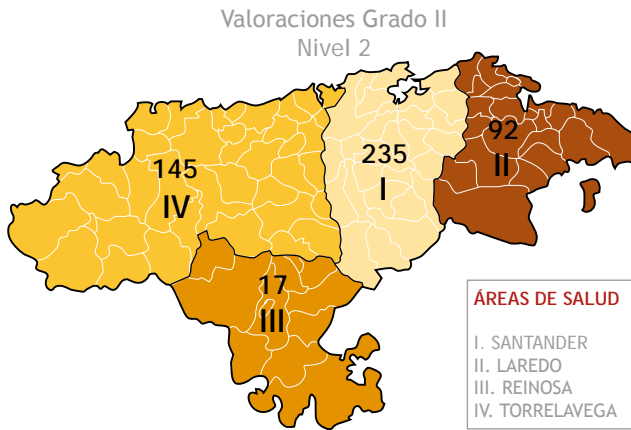 Valoraciones Grado II
Nivel 2
145
IV
235
I
92
II
17
III
ÁREAS DE SALUD
I. SANTANDER
II. LAREDO
III. REINOSA
IV. TORRELAVEGA